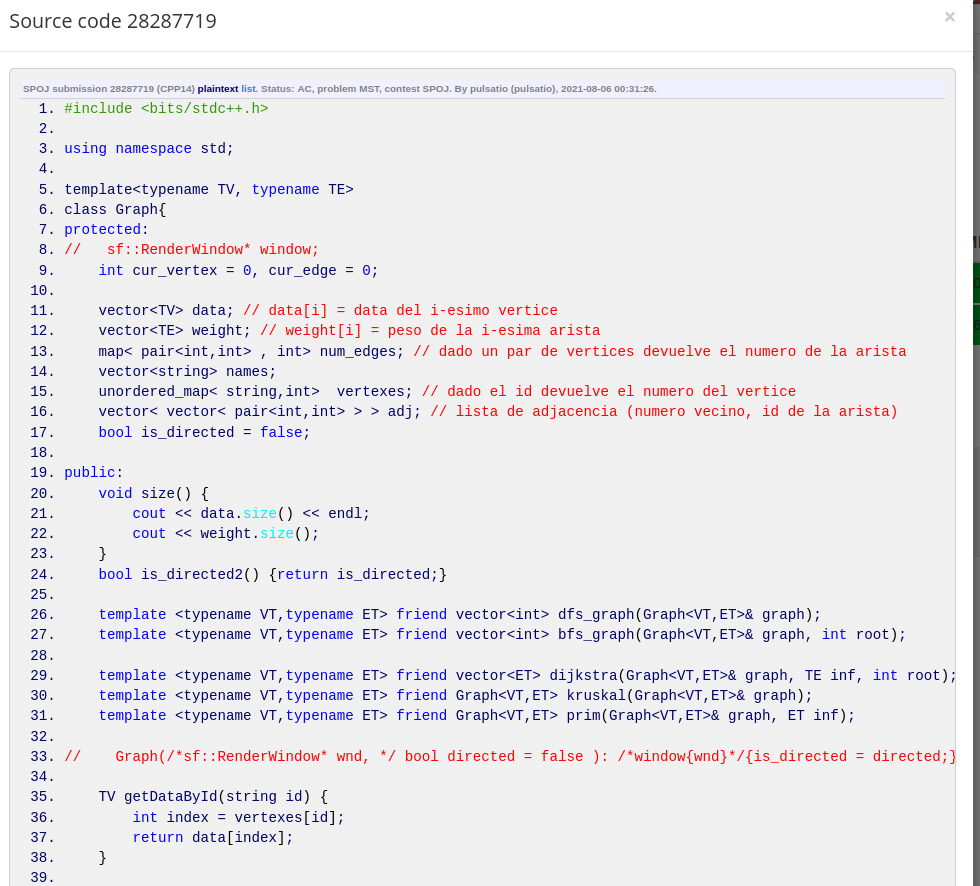 Source code 28287719
×
SPOJ submission 28287719 (CPP14) plaintext list. Status: AC, problem MST, contest SPOJ. By pulsatio (pulsatio), 2021-08-06 00:31:26.
1. #include <bits/stdc++.h>
2.
3. using namespace std;
4.
5. template<typename TV, typename TE>
6. class Graph{
7. protected:
8. //   sf::RenderWindow* window;
9.     int cur_vertex = 0, cur_edge = 0;
10.
11.     vector<TV> data; // data[i] = data del i-esimo vertice
12.     vector<TE> weight; // weight[i] = peso de la i-esima arista
13.     map< pair<int,int> , int> num_edges; // dado un par de vertices devuelve el numero de la arista
14.     vector<string> names;
15.     unordered_map< string,int>  vertexes; // dado el id devuelve el numero del vertice
16.     vector< vector< pair<int,int> > > adj; // lista de adjacencia (numero vecino, id de la arista)
17.     bool is_directed = false;
18.
19. public:
20.     void size() {
21.         cout << data.size() << endl;
22.         cout << weight.size();
23.     }
24.     bool is_directed2() {return is_directed;}
25.
26.     template <typename VT,typename ET> friend vector<int> dfs_graph(Graph<VT,ET>& graph);
27.     template <typename VT,typename ET> friend vector<int> bfs_graph(Graph<VT,ET>& graph, int root);
28.
29.     template <typename VT,typename ET> friend vector<ET> dijkstra(Graph<VT,ET>& graph, TE inf, int root);
30.     template <typename VT,typename ET> friend Graph<VT,ET> kruskal(Graph<VT,ET>& graph);
31.     template <typename VT,typename ET> friend Graph<VT,ET> prim(Graph<VT,ET>& graph, ET inf);
32.
33. //    Graph(/*sf::RenderWindow* wnd, */ bool directed = false ): /*window{wnd}*/{is_directed = directed;}
34.
35.     TV getDataById(string id) {
36.         int index = vertexes[id];
37.         return data[index];
38.     }
39.